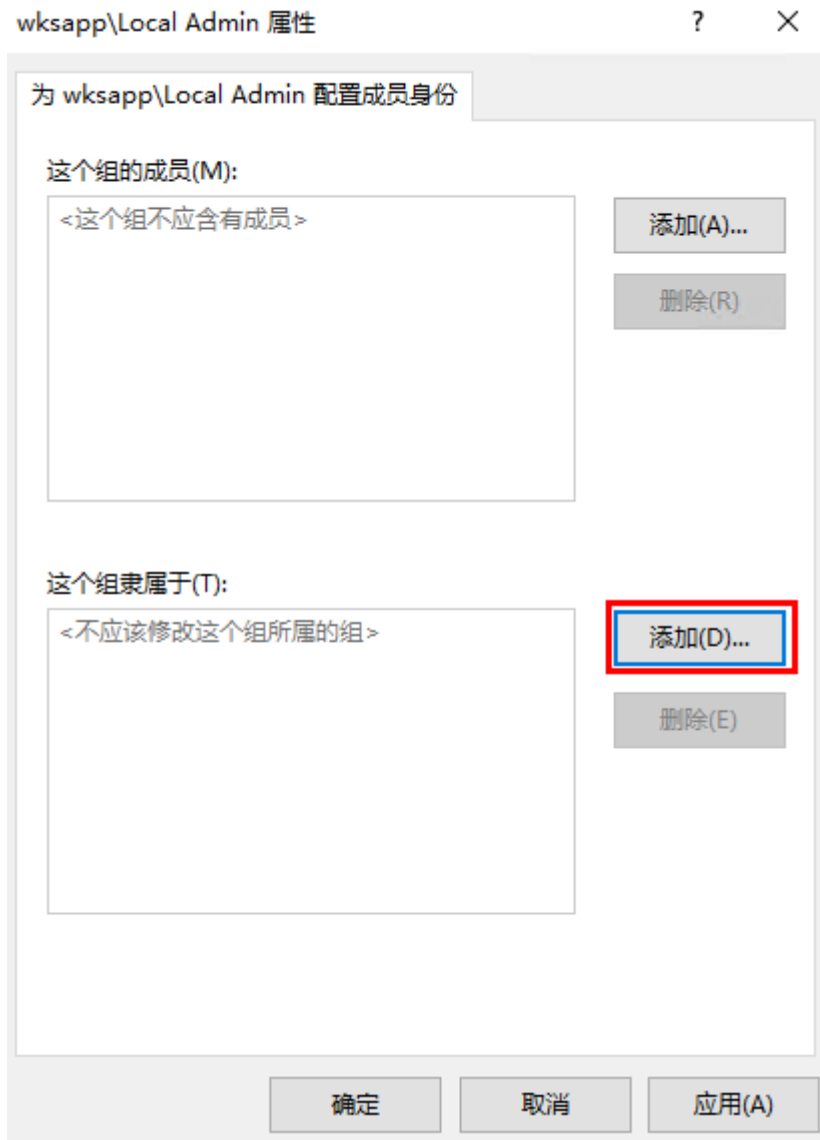 wksapp\Local Admin 属性
?
为 wksapp\Local Admin 配置成员身份
这个组的成员(M):
<这个组不应含有成员>
添加(A)...
删除(R)
这个组隶属于(T):
<不应该修改这个组所属的组>
添加(D)...
删除(E)
确定
取消
应用(A)